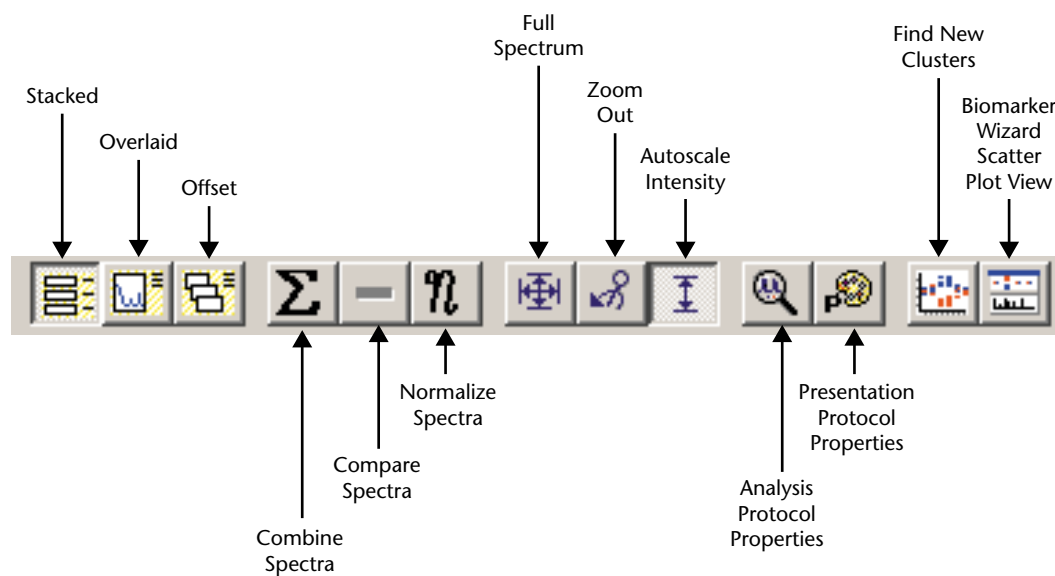 Full
Spectrum
Find New
Clusters
Stacked
Zoom
Out
Biomarker
Wizard
Scatter
Plot View
Overlaid
Autoscale
Intensity
Offset
Σ
η
μ
p
Normalize
Spectra
Presentation
Protocol
Properties
Compare
Spectra
Analysis
Protocol
Properties
Combine
Spectra